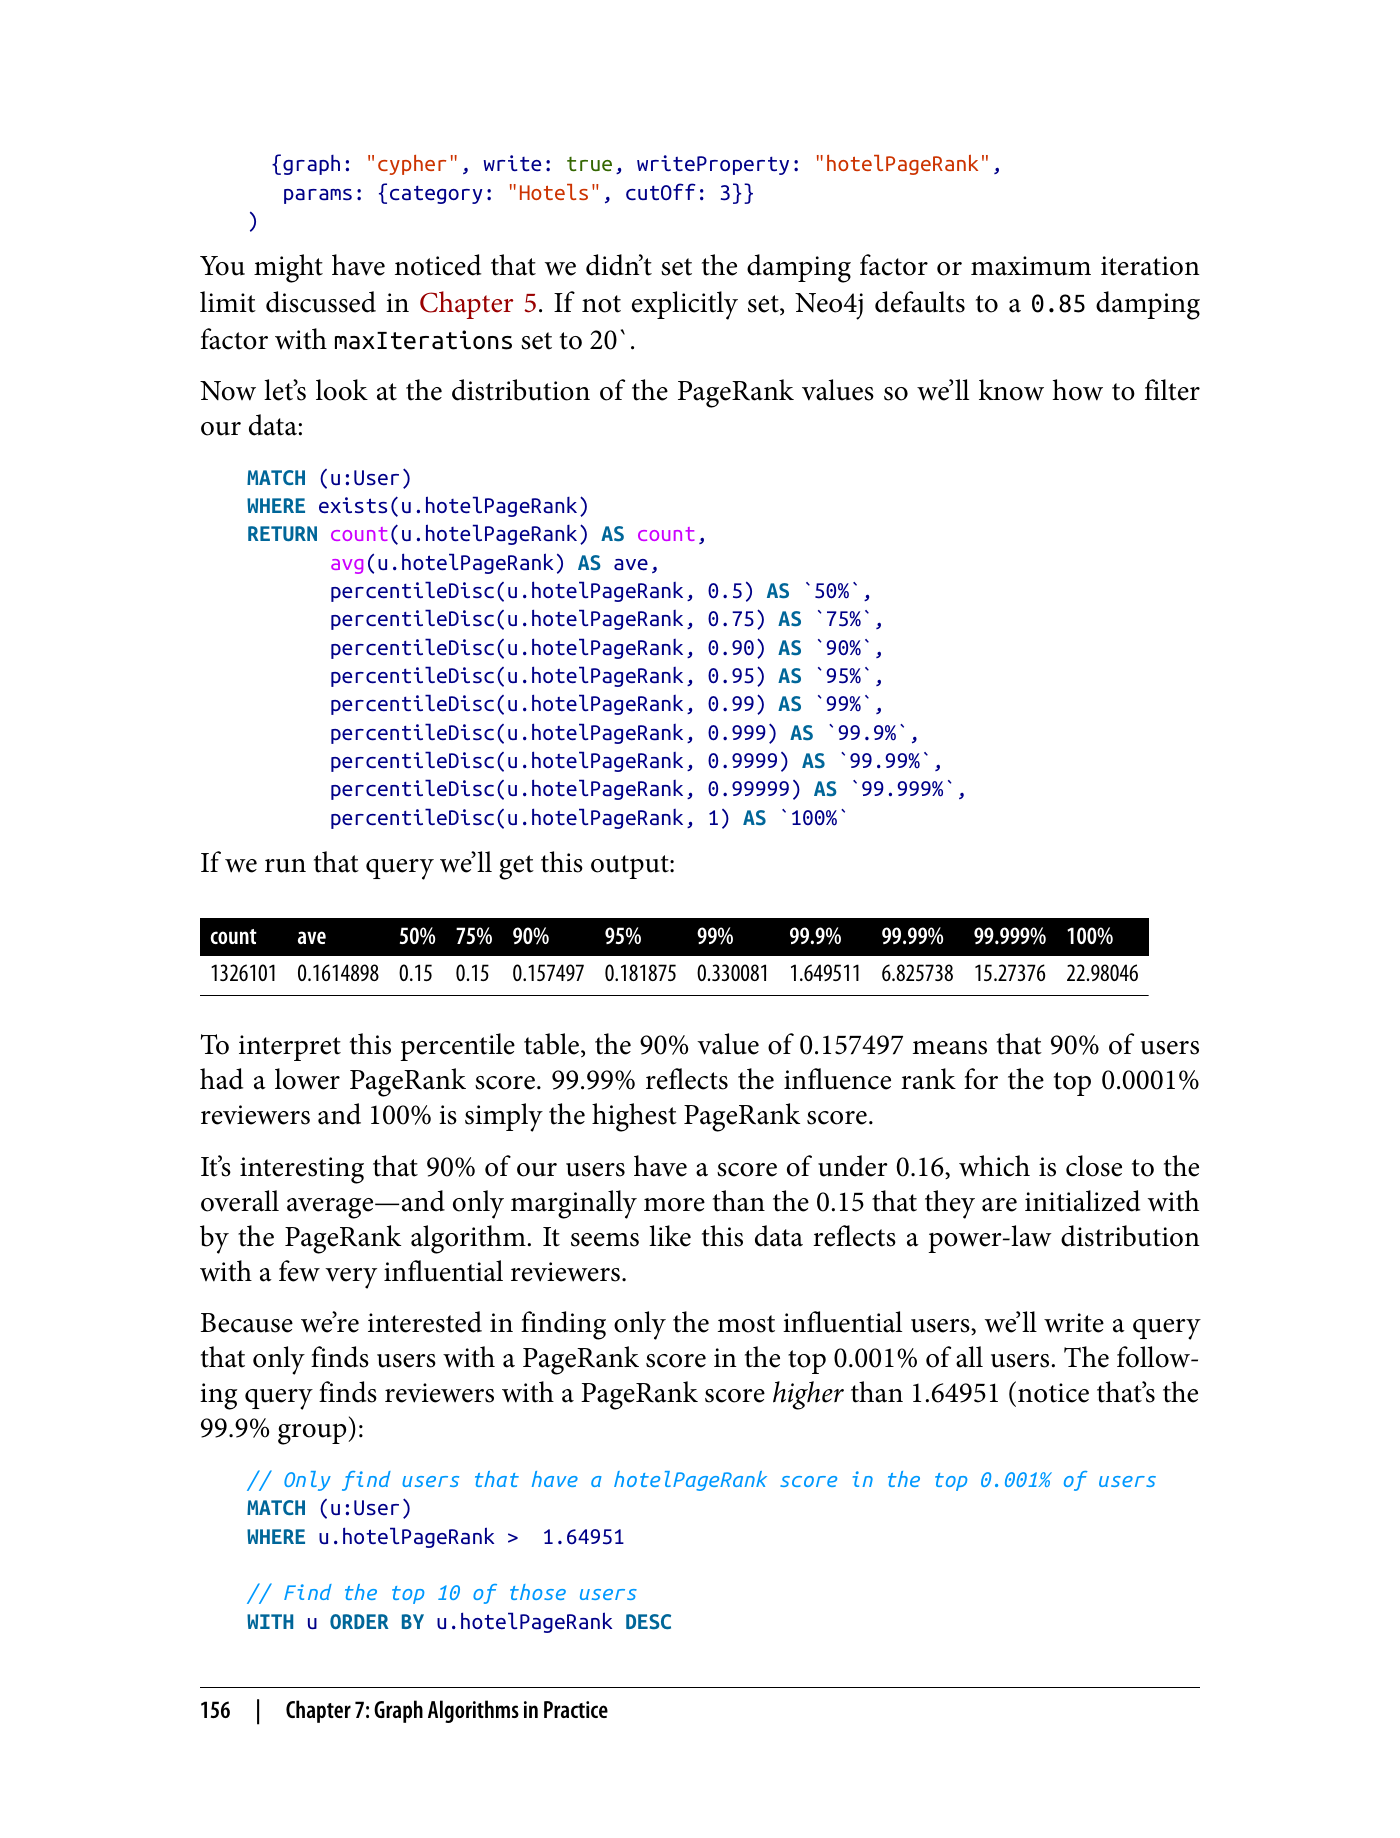 {graph: "cypher", write: true, writeProperty: "hotelPageRank",
params: {category: "Hotels", cutOff: 3}}
)
You might have noticed that we didn’t set the damping factor or maximum iteration
limit discussed in Chapter 5. If not explicitly set, Neo4j defaults to a 0.85 damping
factor with maxIterations set to 20`.
Now let’s look at the distribution of the PageRank values so we’ll know how to filter
our data:
MATCH (u:User)
WHERE exists(u.hotelPageRank)
RETURN count(u.hotelPageRank) AS count,
avg(u.hotelPageRank) AS ave,
percentileDisc(u.hotelPageRank, 0.5) AS `50%`,
percentileDisc(u.hotelPageRank, 0.75) AS `75%`,
percentileDisc(u.hotelPageRank, 0.90) AS `90%`,
percentileDisc(u.hotelPageRank, 0.95) AS `95%`,
percentileDisc(u.hotelPageRank, 0.99) AS `99%`,
percentileDisc(u.hotelPageRank, 0.999) AS `99.9%`,
percentileDisc(u.hotelPageRank, 0.9999) AS `99.99%`,
percentileDisc(u.hotelPageRank, 0.99999) AS `99.999%`,
percentileDisc(u.hotelPageRank, 1) AS `100%`
If we run that query we’ll get this output:
count ave 50% 75% 90% 95% 99% 99.9% 99.99% 99.999% 100%
1326101 0.1614898 0.15 0.15 0.157497 0.181875 0.330081 1.649511 6.825738 15.27376 22.98046
To interpret this percentile table, the 90% value of 0.157497 means that 90% of users
had a lower PageRank score. 99.99% reflects the influence rank for the top 0.0001%
reviewers and 100% is simply the highest PageRank score.
It’s interesting that 90% of our users have a score of under 0.16, which is close to the
overall average—and only marginally more than the 0.15 that they are initialized with
by the PageRank algorithm. It seems like this data reflects a power-law distribution
with a few very influential reviewers.
Because we’re interested in finding only the most influential users, we’ll write a query
that only finds users with a PageRank score in the top 0.001% of all users. The follow-
ing query finds reviewers with a PageRank score higher than 1.64951 (notice that’s the
99.9% group):
// Only find users that have a hotelPageRank score in the top 0.001% of users
MATCH (u:User)
WHERE u.hotelPageRank >  1.64951
// Find the top 10 of those users
WITH u ORDER BY u.hotelPageRank DESC
156 | Chapter 7: Graph Algorithms in Practice